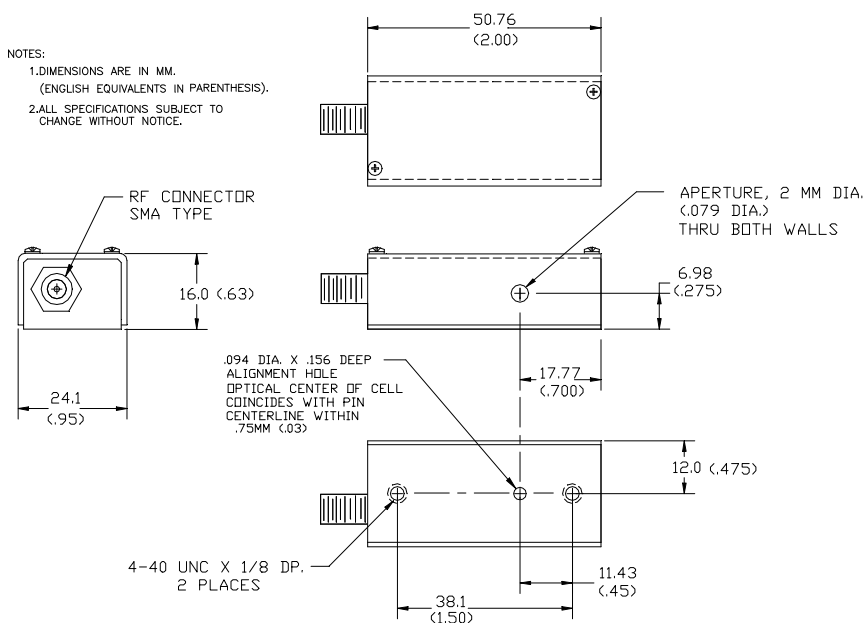 50.76
(2.00)
NOTES:
1.DIMENSIONS ARE IN MM.
(ENGLISH EQUIVALENTS IN PARENTHESIS).
2.ALL SPECIFICATIONS SUBJECT TO
CHANGE WITHOUT NOTICE.
RF CONNECTOR
SMA TYPE
APERTURE, 2 MM DIA.
(.079 DIA.)
THRU BOTH WALLS
16.0 (.63)
6.98
(.275)
24.1
(.95)
.094 DIA. X .156 DEEP
ALIGNMENT HOLE
OPTICAL CENTER OF CELL
COINCIDES WITH PIN
CENTERLINE WITHIN
.75MM (.03)
17.77
(.700)
12.0 (.475)
4-40 UNC X 1/8 DP.
2 PLACES
11.43
(.45)
38.1
(1.50)